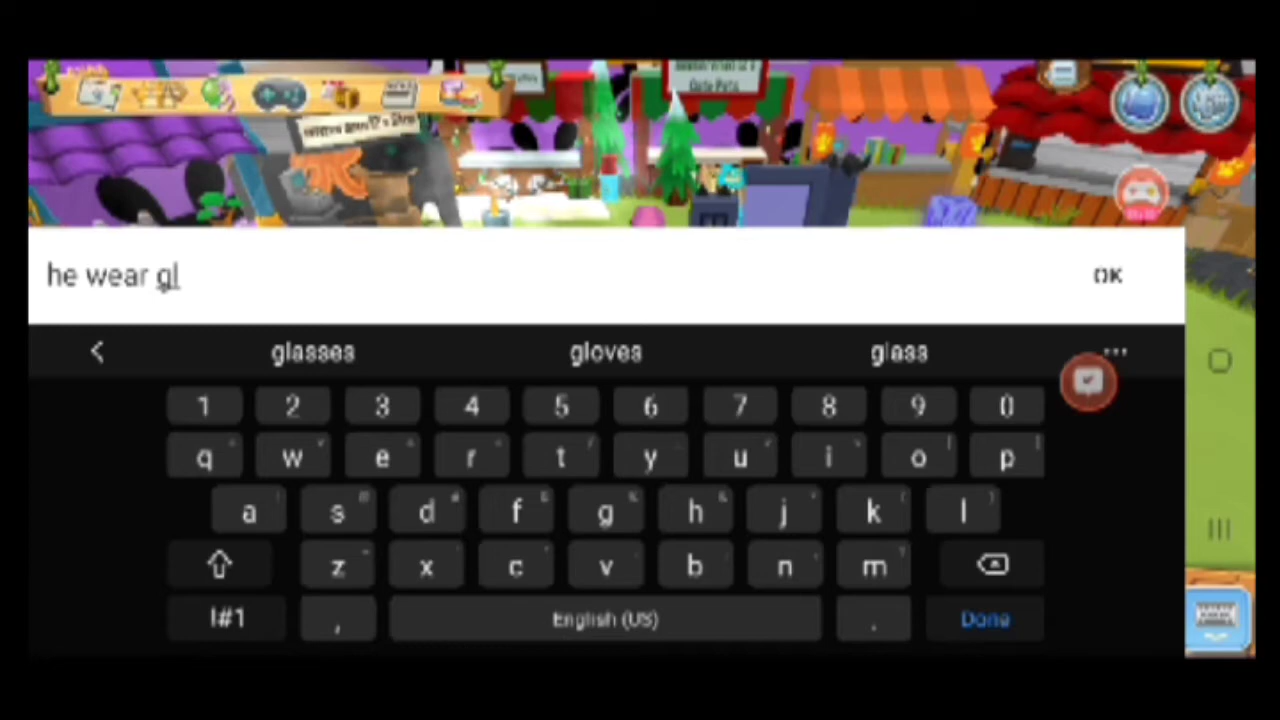 he wear gl
OK
glasses
gloves
glass
1 2 3 4 5 6 7 8 9 0
q w e r t y u i o p
a s d f g h j k l
z x c v b n m
!#1 , English (US) . Done